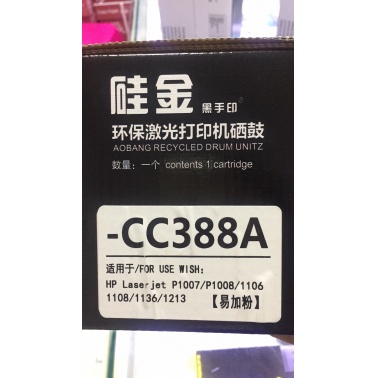 硅金 黑手印®
环保激光打印机硒鼓
AOBANG RECYCLED DRUM UNITZ
数量：一个 contents 1 cartridge
-CC388A
适用于/FOR USE WISH:
HP Laserjet P1007/P1008/1106
1108/1136/1213 【易加粉】